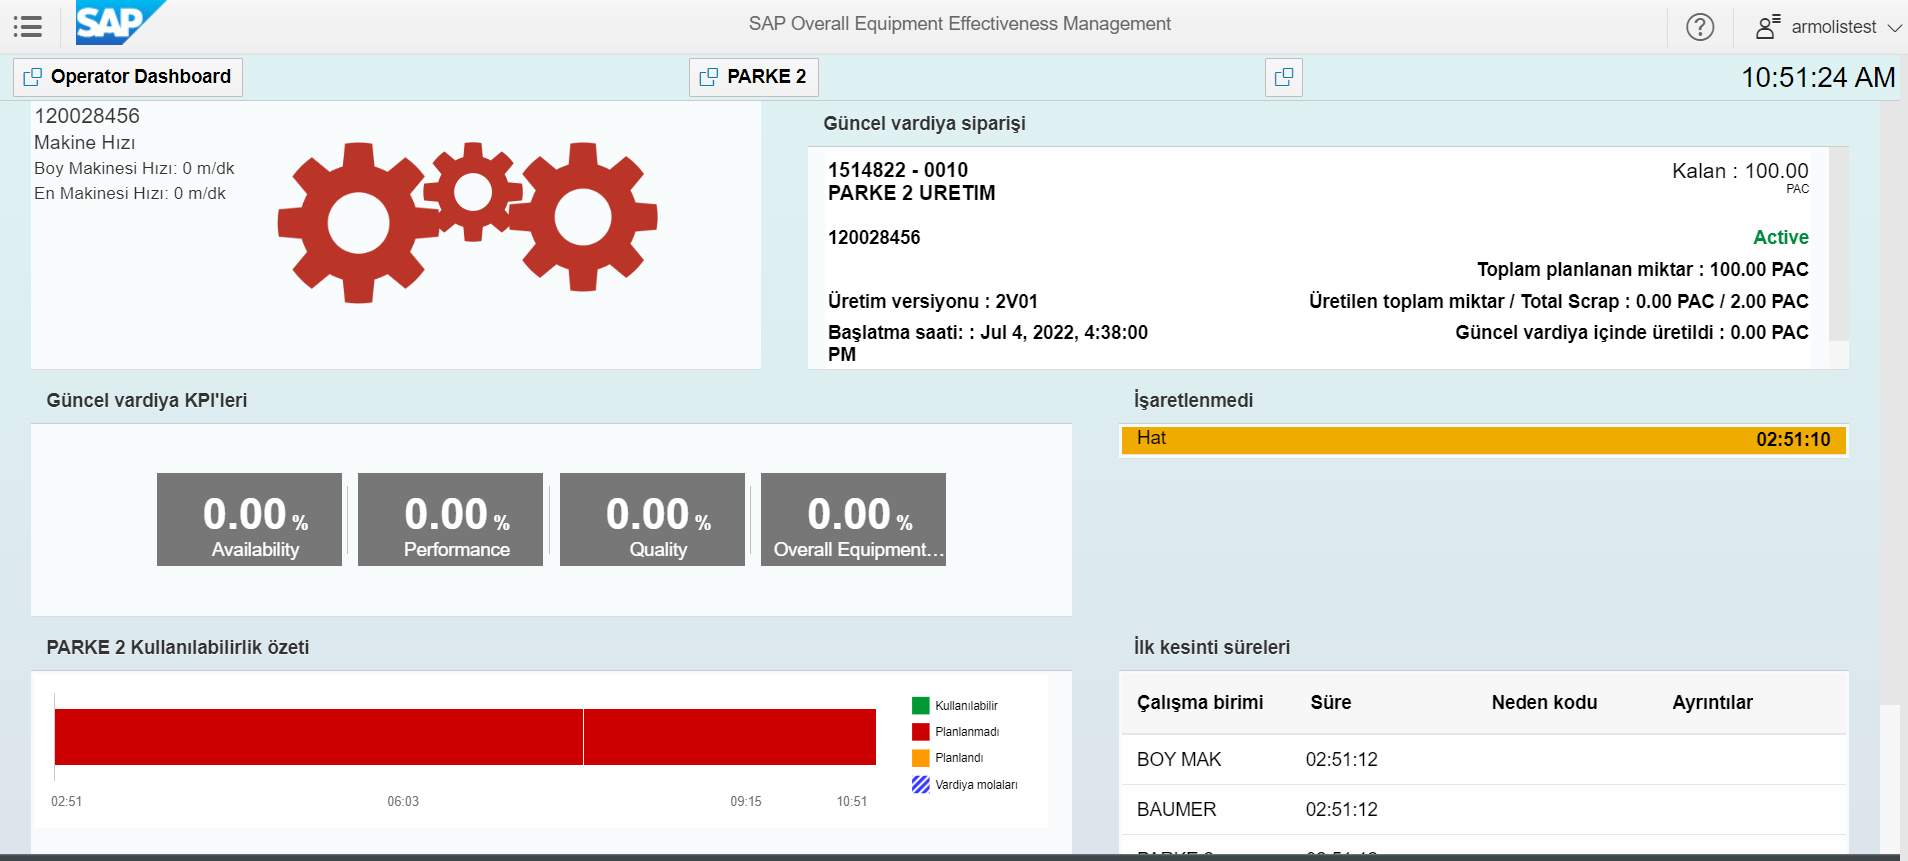 SAP
SAP Overall Equipment Effectiveness Management
armolistest
Operator Dashboard
PARKE 2
10:51:24 AM
120028456
Makine Hızı
Boy Makinesi Hızı: 0 m/dk
En Makinesi Hızı: 0 m/dk
Güncel vardiya siparişi
1514822 - 0010
Kalan : 100.00
PAC
PARKE 2 URETIM
120028456
Active
Toplam planlanan miktar : 100.00 PAC
Üretim versiyonu : 2V01
Üretilen toplam miktar / Total Scrap : 0.00 PAC / 2.00 PAC
Başlatma saati: : Jul 4, 2022, 4:38:00
PM
Güncel vardiya içinde üretildi : 0.00 PAC
Güncel vardiya KPI'leri
0.00 %
Availability
0.00 %
Performance
0.00 %
Quality
0.00 %
Overall Equipment...
İşaretlenmedi
Hat 02:51:10
PARKE 2 Kullanılabilirlik özeti
Kullanılabilir
Planlanmadı
Planlandı
Vardiya molaları
02:51 06:03 09:15 10:51
İlk kesinti süreleri
Çalışma birimi Süre Neden kodu Ayrıntılar
BOY MAK 02:51:12
BAUMER 02:51:12